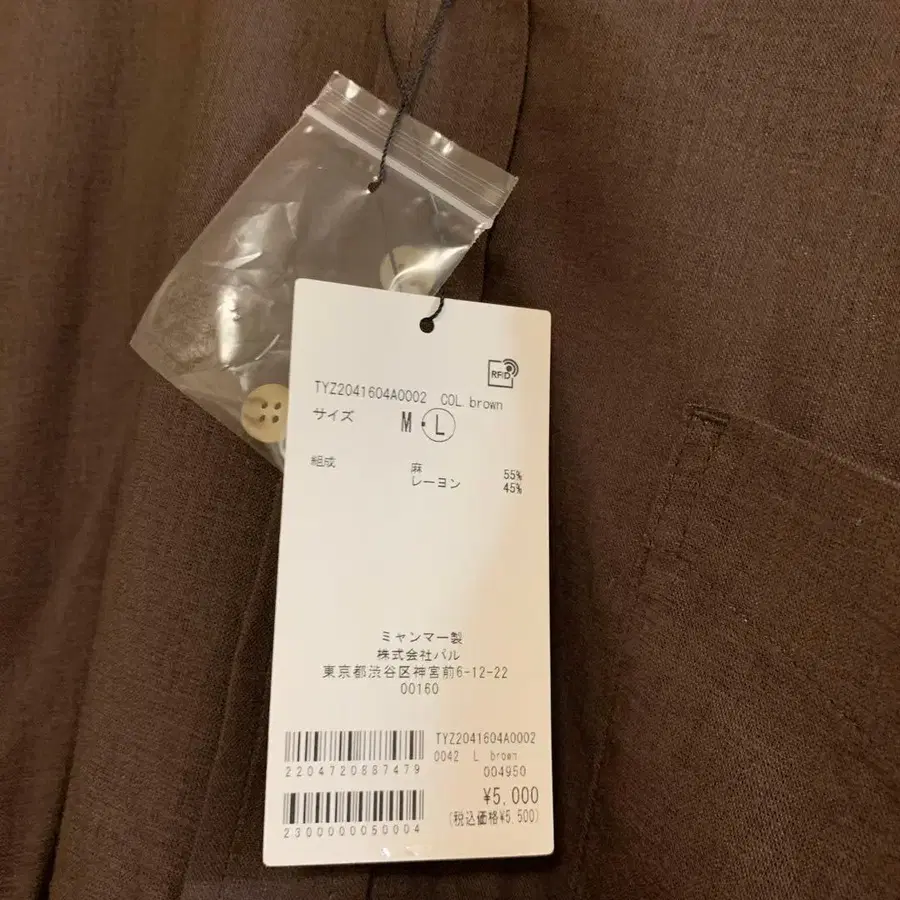 RFID
TYZ2041604A0002 COL.brown
サイズ M・L
組成 麻 55%
レーヨン 45%
ミャンマー製
株式会社パル
東京都渋谷区神宮前6-12-22
00160
TYZ2041604A0002
0042 L brown
2204720887479 004950
¥5,000
2300000050004 (税込価格¥5,500)